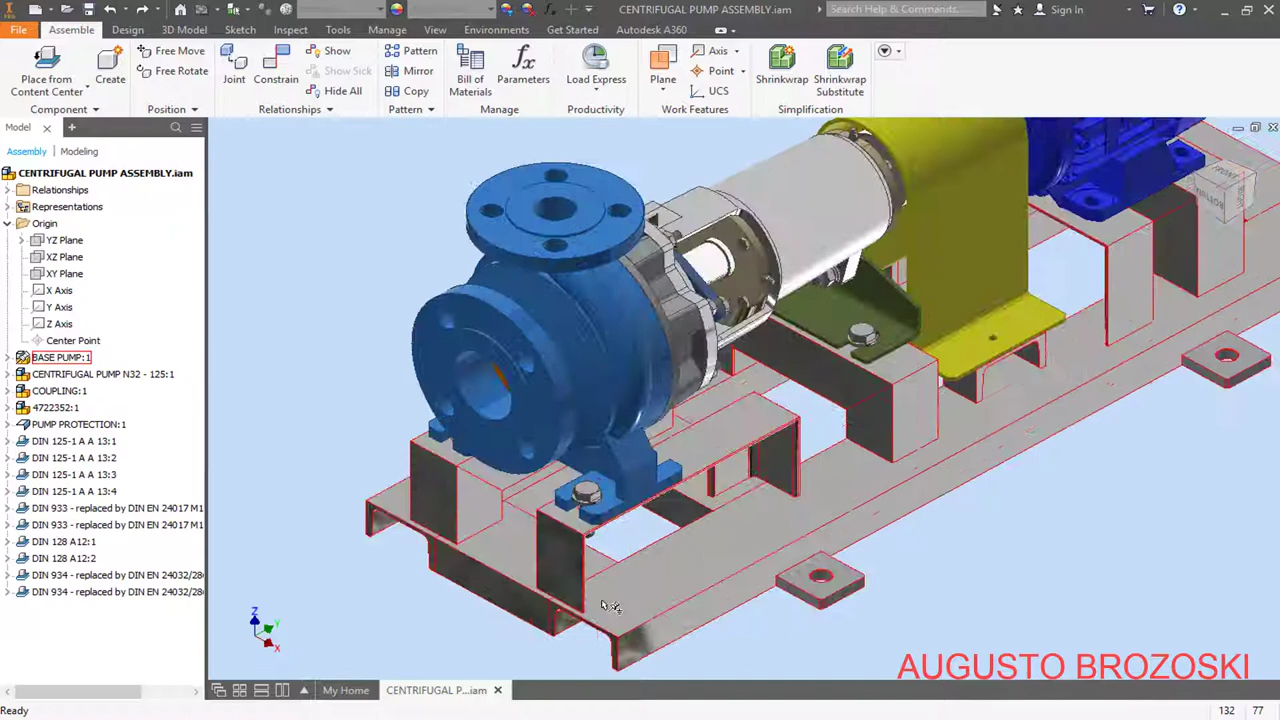 CENTRIFUGAL PUMP ASSEMBLY.iam
Search Help & Commands...
Sign In
File Assemble Design 3D Model Sketch Inspect Tools Manage View Environments Get Started Autodesk A360
Place from Content Center
Create
Free Move
Free Rotate
Joint
Constrain
Show
Show Sick
Hide All
Pattern
Mirror
Copy
Bill of Materials
Parameters
Load Express
Plane
Axis
Point
UCS
Shrinkwrap
Shrinkwrap Substitute
Component Position Relationships Pattern Manage Productivity Work Features Simplification
Model
Assembly Modeling
CENTRIFUGAL PUMP ASSEMBLY.iam
Relationships
Representations
Origin
YZ Plane
XZ Plane
XY Plane
X Axis
Y Axis
Z Axis
Center Point
BASE PUMP:1
CENTRIFUGAL PUMP N32 - 125:1
COUPLING:1
4722352:1
PUMP PROTECTION:1
DIN 125-1 A A 13:1
DIN 125-1 A A 13:2
DIN 125-1 A A 13:3
DIN 125-1 A A 13:4
DIN 933 - replaced by DIN EN 24017 M1
DIN 933 - replaced by DIN EN 24017 M1
DIN 128 A12:1
DIN 128 A12:2
DIN 934 - replaced by DIN EN 24032/28
DIN 934 - replaced by DIN EN 24032/28
Z
Y
X
AUGUSTO BROZOSKI
My Home
CENTRIFUGAL P...iam
Ready
132 77